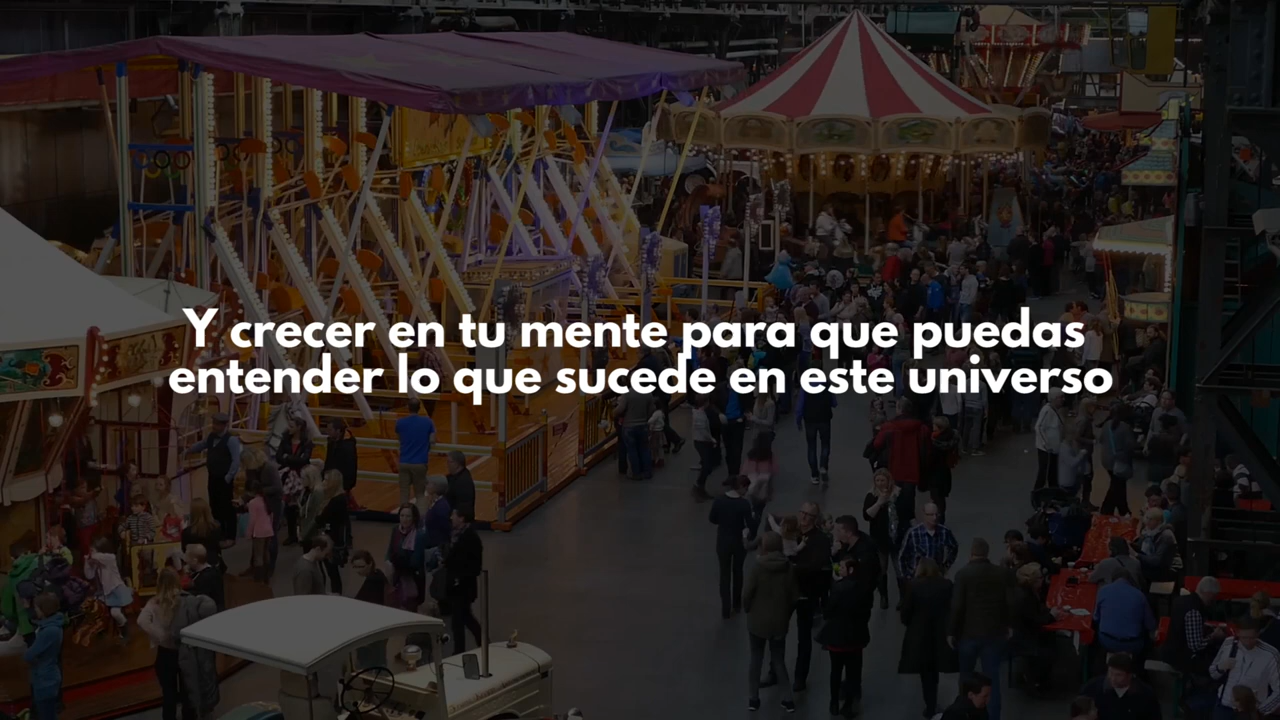 Y crecer en tu mente para que puedas
entender lo que sucede en este universo